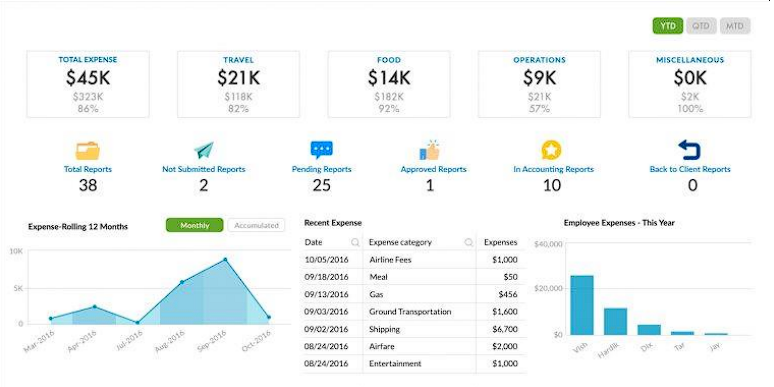 YTD QTD MTD
TOTAL EXPENSE TRAVEL FOOD OPERATIONS MISCELLANEOUS
$45K $21K $14K $9K $0K
$323K $118K $182K $21K $2K
86% 82% 92% 57% 100%
Total Reports Not Submitted Reports Pending Reports Approved Reports In Accounting Reports Back to Client Reports
38 2 25 1 10 0
Expense-Rolling 12 Months
Monthly Accumulated
10K
5K
0
Mar-2016 Apr-2016 Jul-2016 Aug-2016 Sep-2016 Oct-2016
Recent Expense
Date Expense category Expenses
10/05/2016 Airline Fees $1,000
09/18/2016 Meal $50
09/13/2016 Gas $456
09/03/2016 Ground Transportation $1,600
09/02/2016 Shipping $6,700
08/24/2016 Airfare $2,000
08/24/2016 Entertainment $1,000
Employee Expenses - This Year
$40,000
$20,000
$0
Vish Hardik Dix Tar Jay